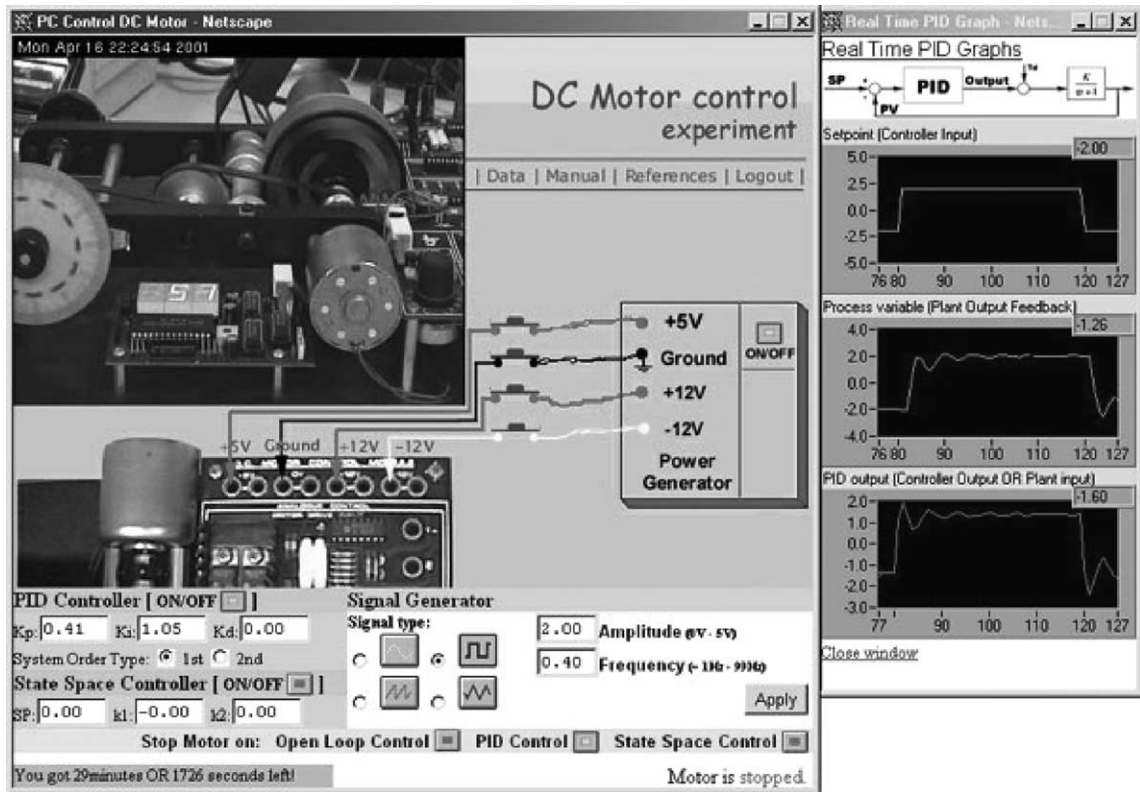 PC Control DC Motor - Netscape
Mon Apr 16 22:24:54 2001
57
DC Motor control
experiment
| Data | Manual | References | Logout |
+5V
Ground
+12V
-12V
Power
Generator
ON/OFF
+5V Ground +12V -12V
ANALOGUE CONTROL
PID Controller [ ON/OFF ]
Kp: 0.41 Ki: 1.05 Kd: 0.00
System Order Type: 1st 2nd
State Space Controller [ ON/OFF ]
SP: 0.00 k1: -0.00 k2: 0.00
Signal Generator
Signal type:
2.00 Amplitude (0V - 5V)
0.40 Frequency
Apply
Stop Motor on: Open Loop Control PID Control State Space Control
You got 29minutes OR 1726 seconds left!
Motor is stopped.
Real Time PID Graph - Nets...
Real Time PID Graphs
SP
PID
Output
PV
K
Setpoint (Controller Input)
-2.00
5.0
2.5
0.0
-2.5
-5.0
76 80 90 100 110 120 127
Process variable (Plant Output Feedback)
-1.26
4.0
2.0
0.0
-2.0
-4.0
77 80 90 100 110 120 127
PID output (Controller Output OR Plant input)
-1.60
2.0
1.0
0.0
-1.0
-2.0
-3.0
77 90 100 110 120 127
Close window